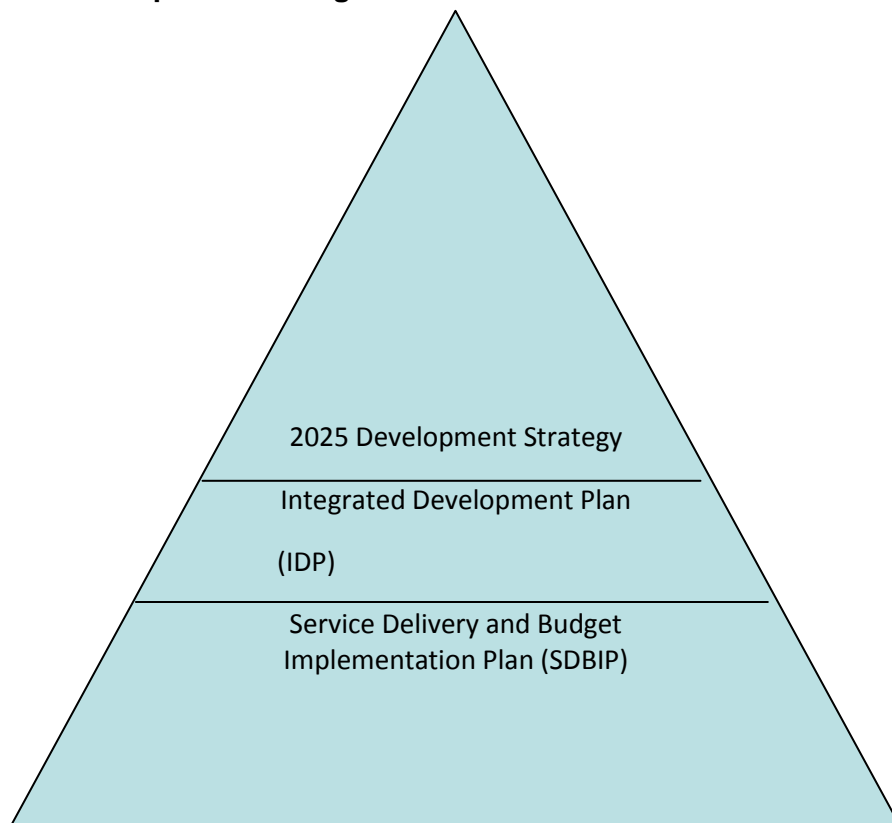 2025 Development Strategy
Integrated Development Plan
(IDP)
Service Delivery and Budget
Implementation Plan (SDBIP)